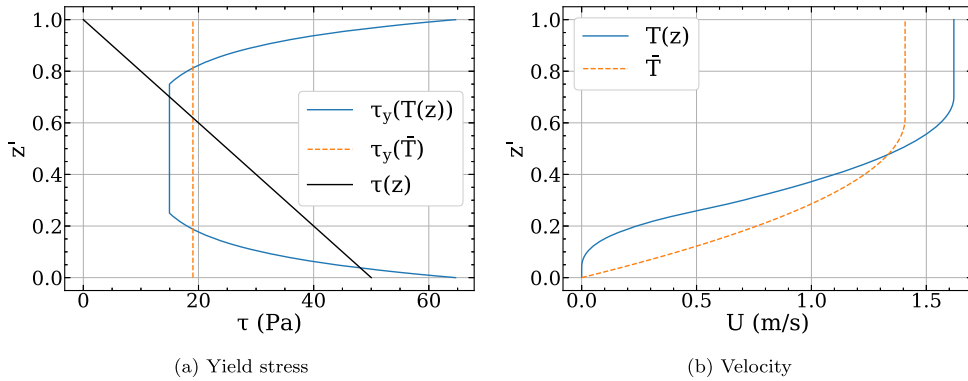 1.0
0.8
0.6
0.4
0.2
0.0
z'
0 20 40 60
τ (Pa)
τy(T(z))
τy(T̄)
τ(z)
(a) Yield stress
1.0
0.8
0.6
0.4
0.2
0.0
z'
0.0 0.5 1.0 1.5
U (m/s)
T(z)
T̄
(b) Velocity